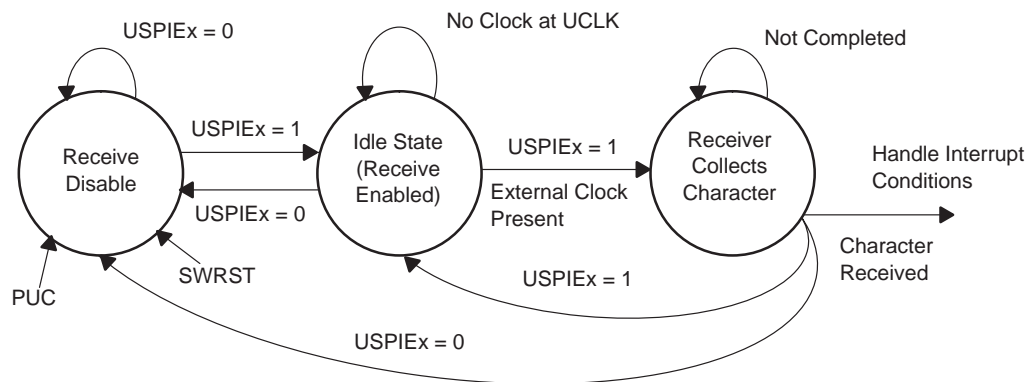 USPIEx = 0
No Clock at UCLK
Not Completed
Receive
Disable
USPIEx = 1
USPIEx = 0
Idle State
(Receive
Enabled)
USPIEx = 1
External Clock
Present
Receiver
Collects
Character
Handle Interrupt
Conditions
Character
Received
PUC
SWRST
USPIEx = 1
USPIEx = 0